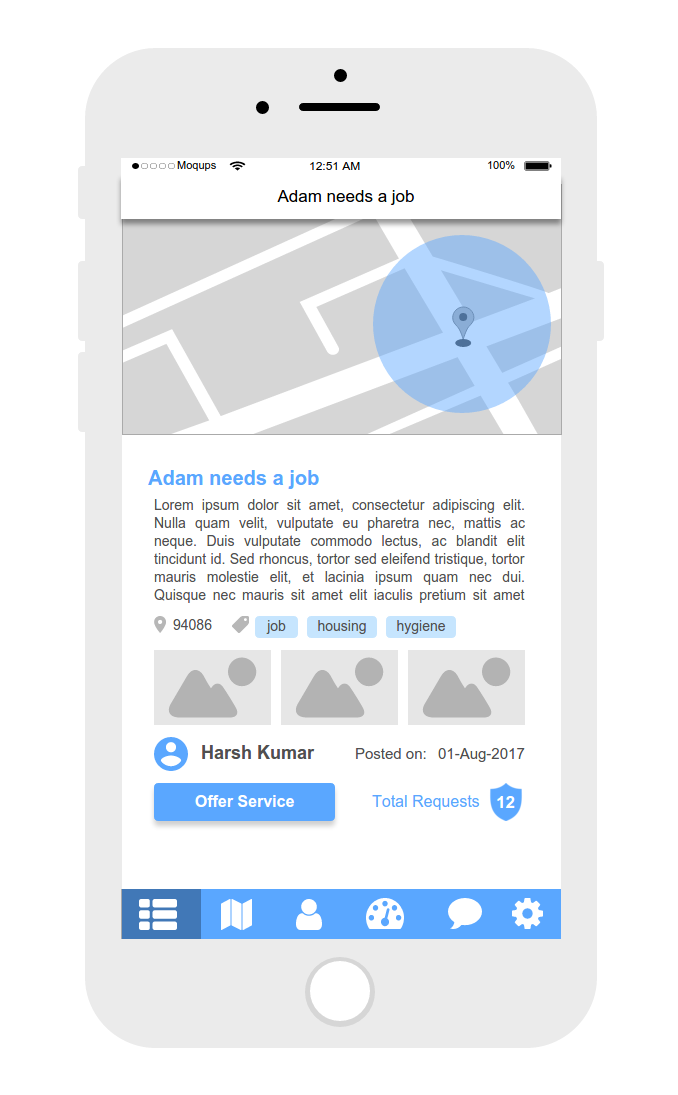 Moqups 12:51 AM 100%
Adam needs a job
Adam needs a job
Lorem ipsum dolor sit amet, consectetur adipiscing elit.
Nulla quam velit, vulputate eu pharetra nec, mattis ac
neque. Duis vulputate commodo lectus, ac blandit elit
tincidunt id. Sed rhoncus, tortor sed eleifend tristique, tortor
mauris molestie elit, et lacinia ipsum quam nec dui.
Quisque nec mauris sit amet elit iaculis pretium sit amet
94086 job housing hygiene
Harsh Kumar Posted on: 01-Aug-2017
Offer Service Total Requests 12